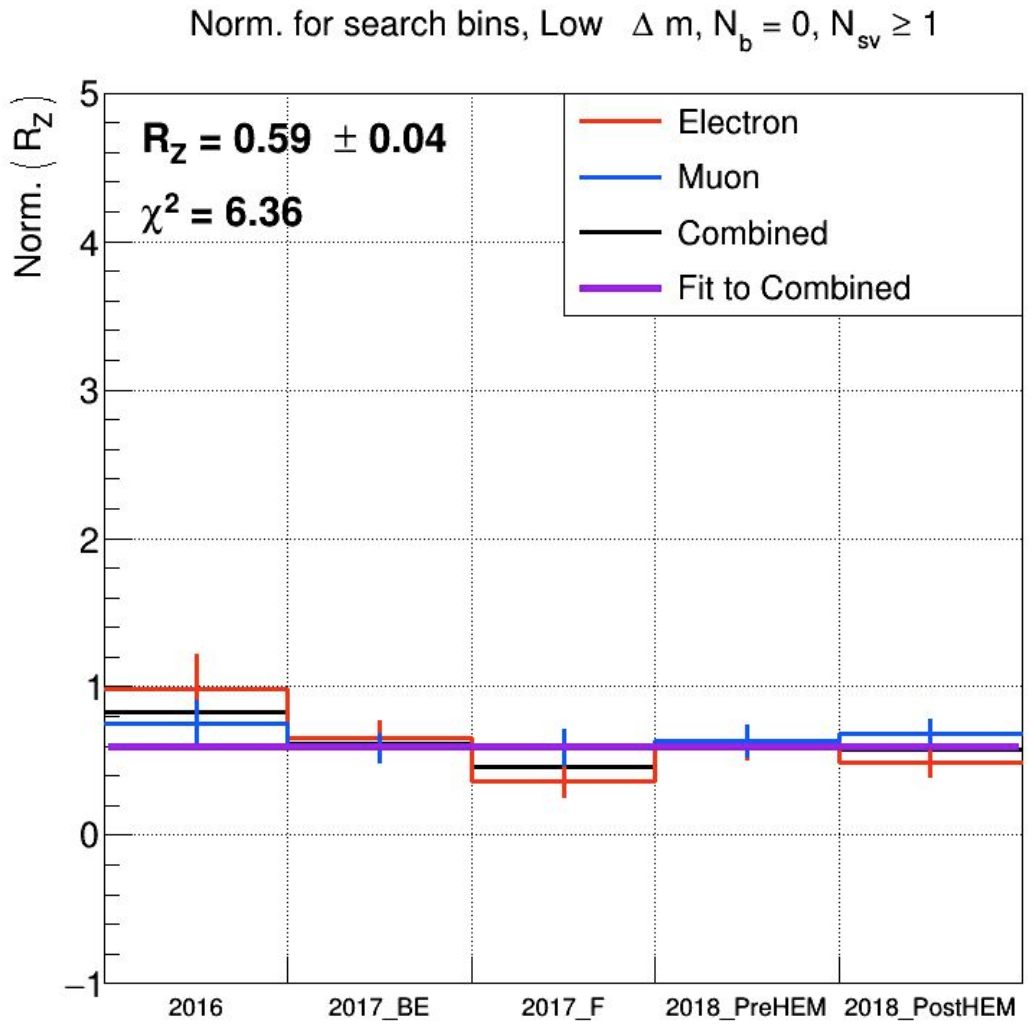 Norm. for search bins, Low Δ m, N_b = 0, N_sv ≥ 1
Norm. (R_Z)
R_Z = 0.59 ± 0.04
χ² = 6.36
Electron
Muon
Combined
Fit to Combined
5
4
3
2
1
0
−1
2016 2017_BE 2017_F 2018_PreHEM 2018_PostHEM